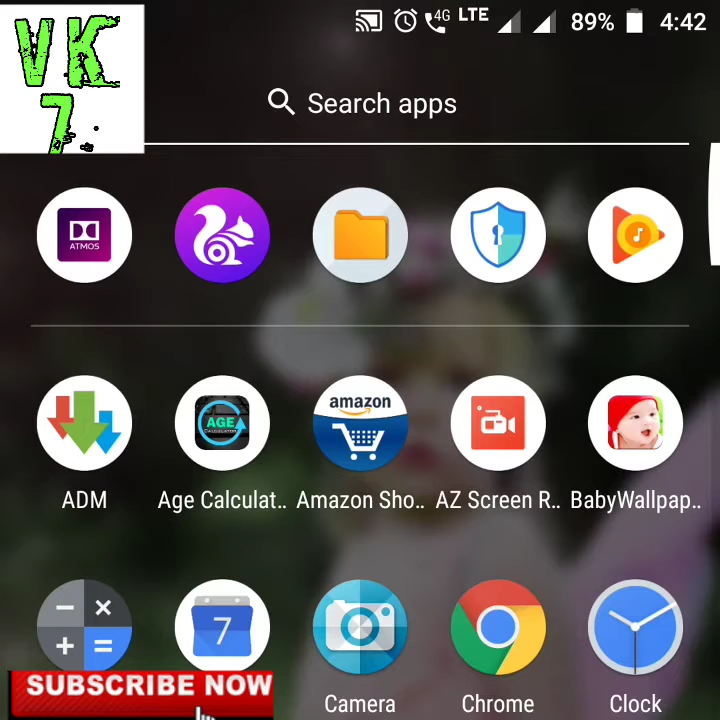 VK
7
4G LTE 89% 4:42
Search apps
ATMOS
AGE
CALCULATOR
amazon
ADM Age Calculat.. Amazon Sho.. AZ Screen R.. BabyWallpap..
7
SUBSCRIBE NOW
Camera Chrome Clock